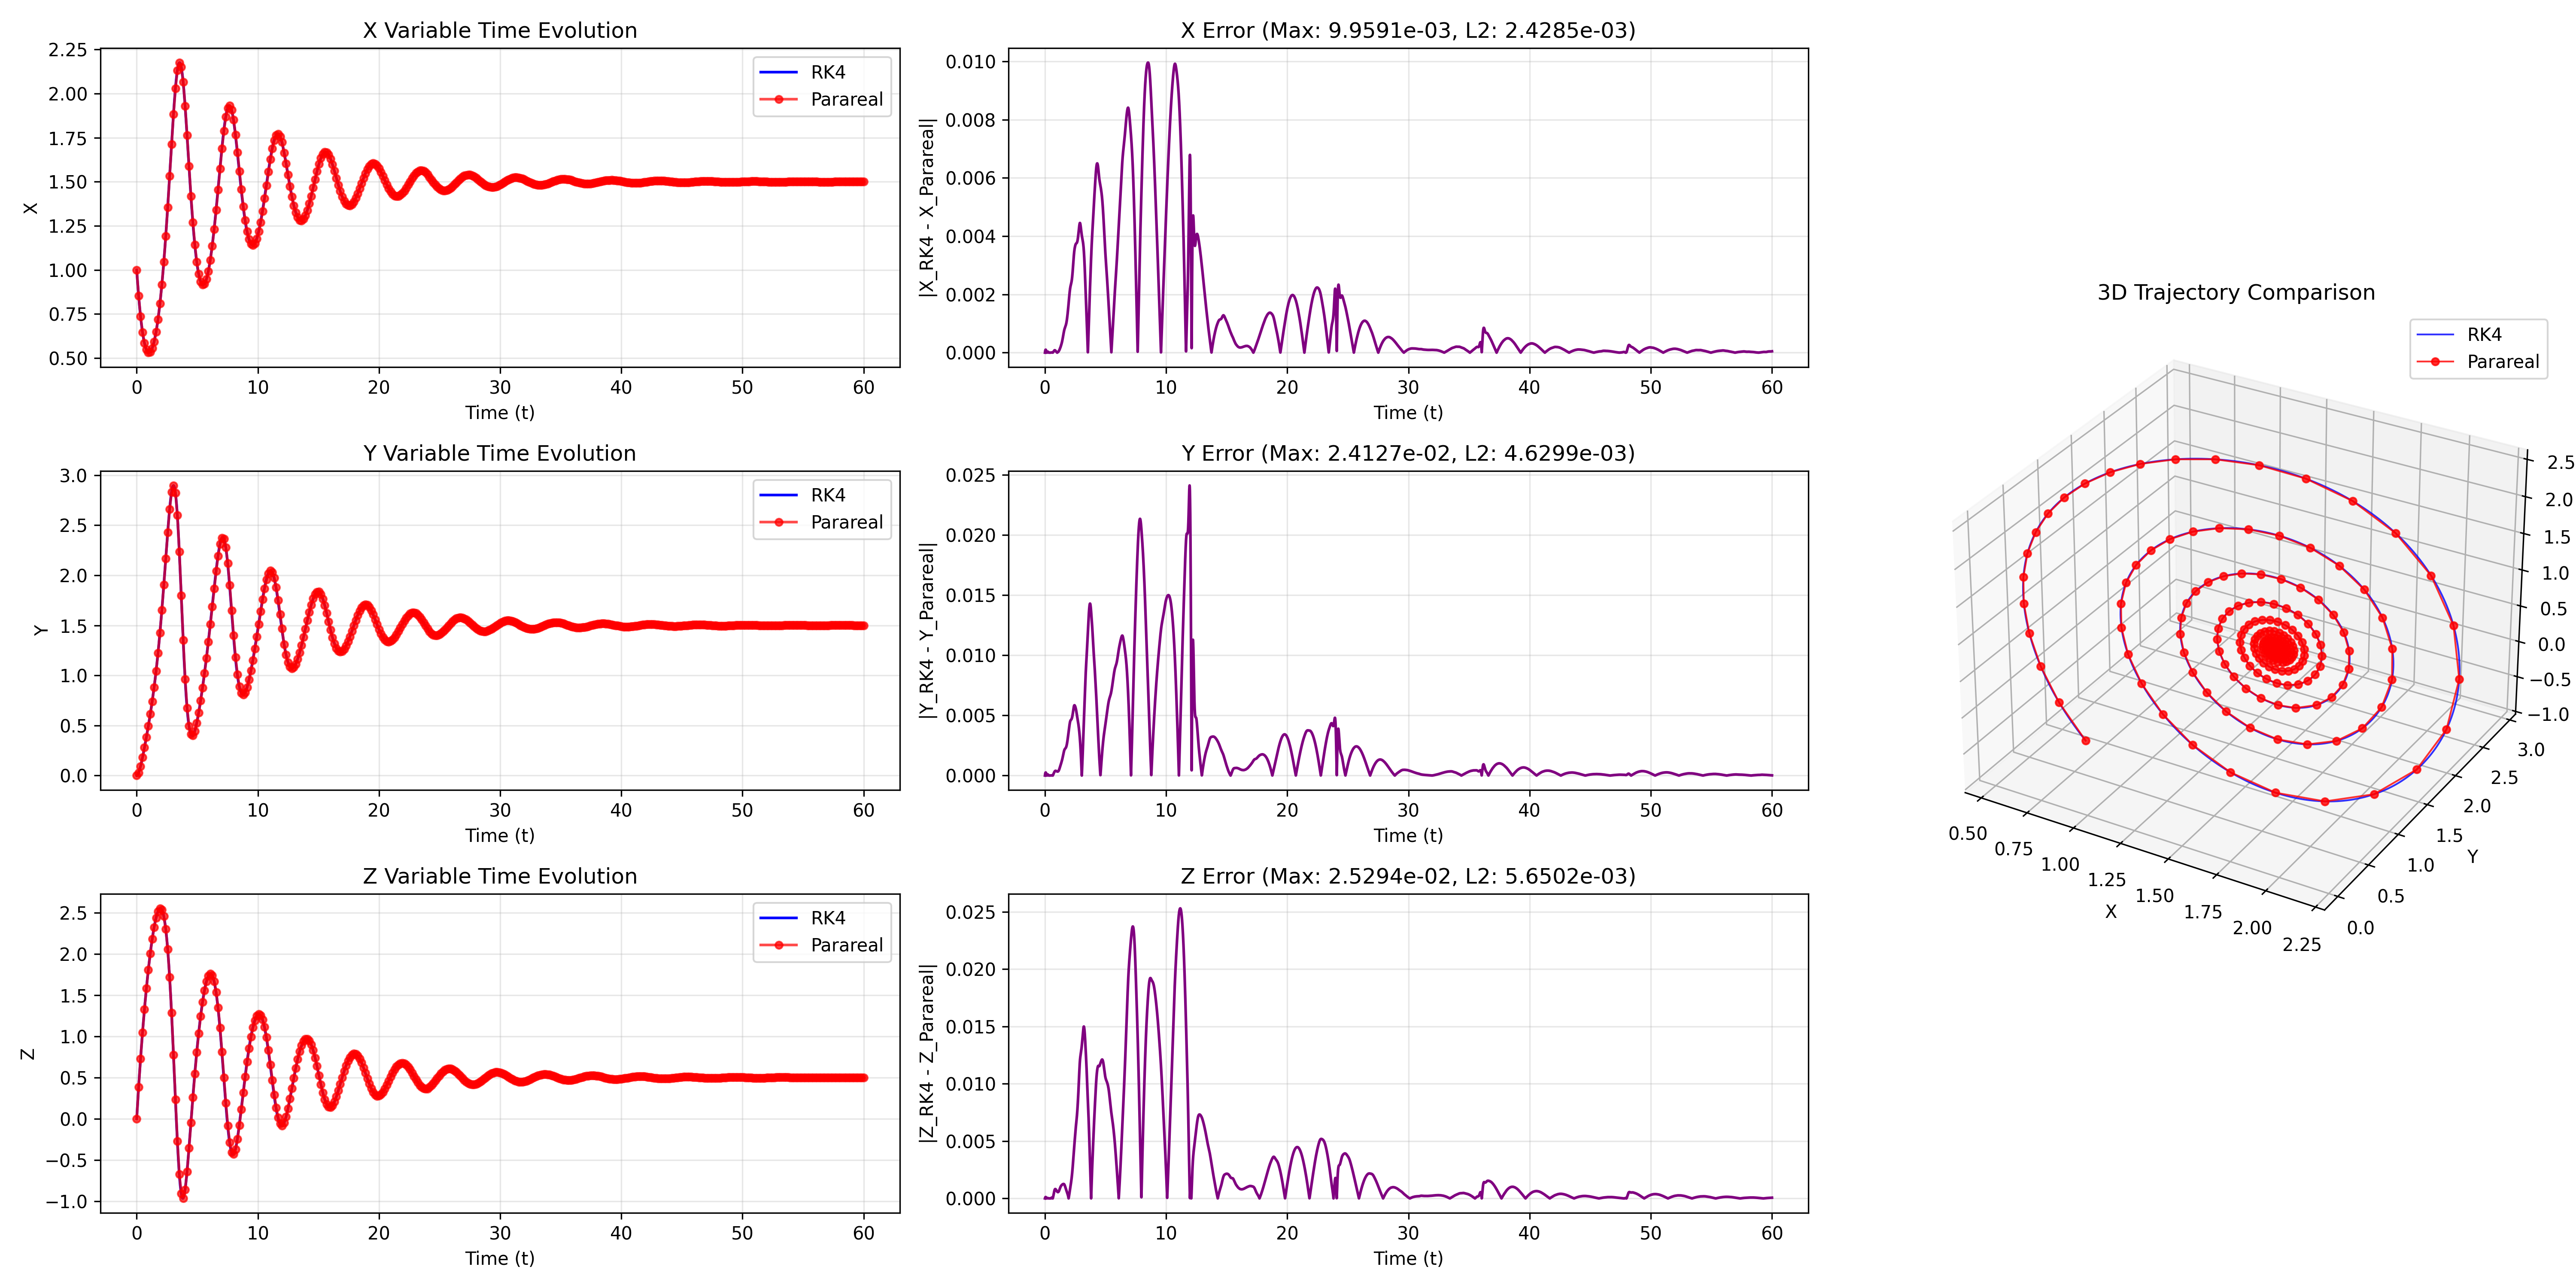 X Variable Time Evolution
2.25
2.00
1.75
1.50
1.25
1.00
0.75
0.50
X
RK4
Parareal
0 10 20 30 40 50 60
Time (t)
X Error (Max: 9.9591e-03, L2: 2.4285e-03)
0.010
0.008
0.006
0.004
0.002
0.000
|X_RK4 - X_Parareal|
0 10 20 30 40 50 60
Time (t)
Y Variable Time Evolution
3.0
2.5
2.0
1.5
1.0
0.5
0.0
Y
RK4
Parareal
0 10 20 30 40 50 60
Time (t)
Y Error (Max: 2.4127e-02, L2: 4.6299e-03)
0.025
0.020
0.015
0.010
0.005
0.000
|Y_RK4 - Y_Parareal|
0 10 20 30 40 50 60
Time (t)
Z Variable Time Evolution
2.5
2.0
1.5
1.0
0.5
0.0
−0.5
−1.0
Z
RK4
Parareal
0 10 20 30 40 50 60
Time (t)
Z Error (Max: 2.5294e-02, L2: 5.6502e-03)
0.025
0.020
0.015
0.010
0.005
0.000
|Z_RK4 - Z_Parareal|
0 10 20 30 40 50 60
Time (t)
3D Trajectory Comparison
RK4
Parareal
2.5
2.0
1.5
1.0
0.5
0.0
−0.5
−1.0
3.0
2.5
2.0
1.5
1.0
0.5
0.0
Y
0.50
0.75
1.00
1.25
1.50
1.75
2.00
2.25
X